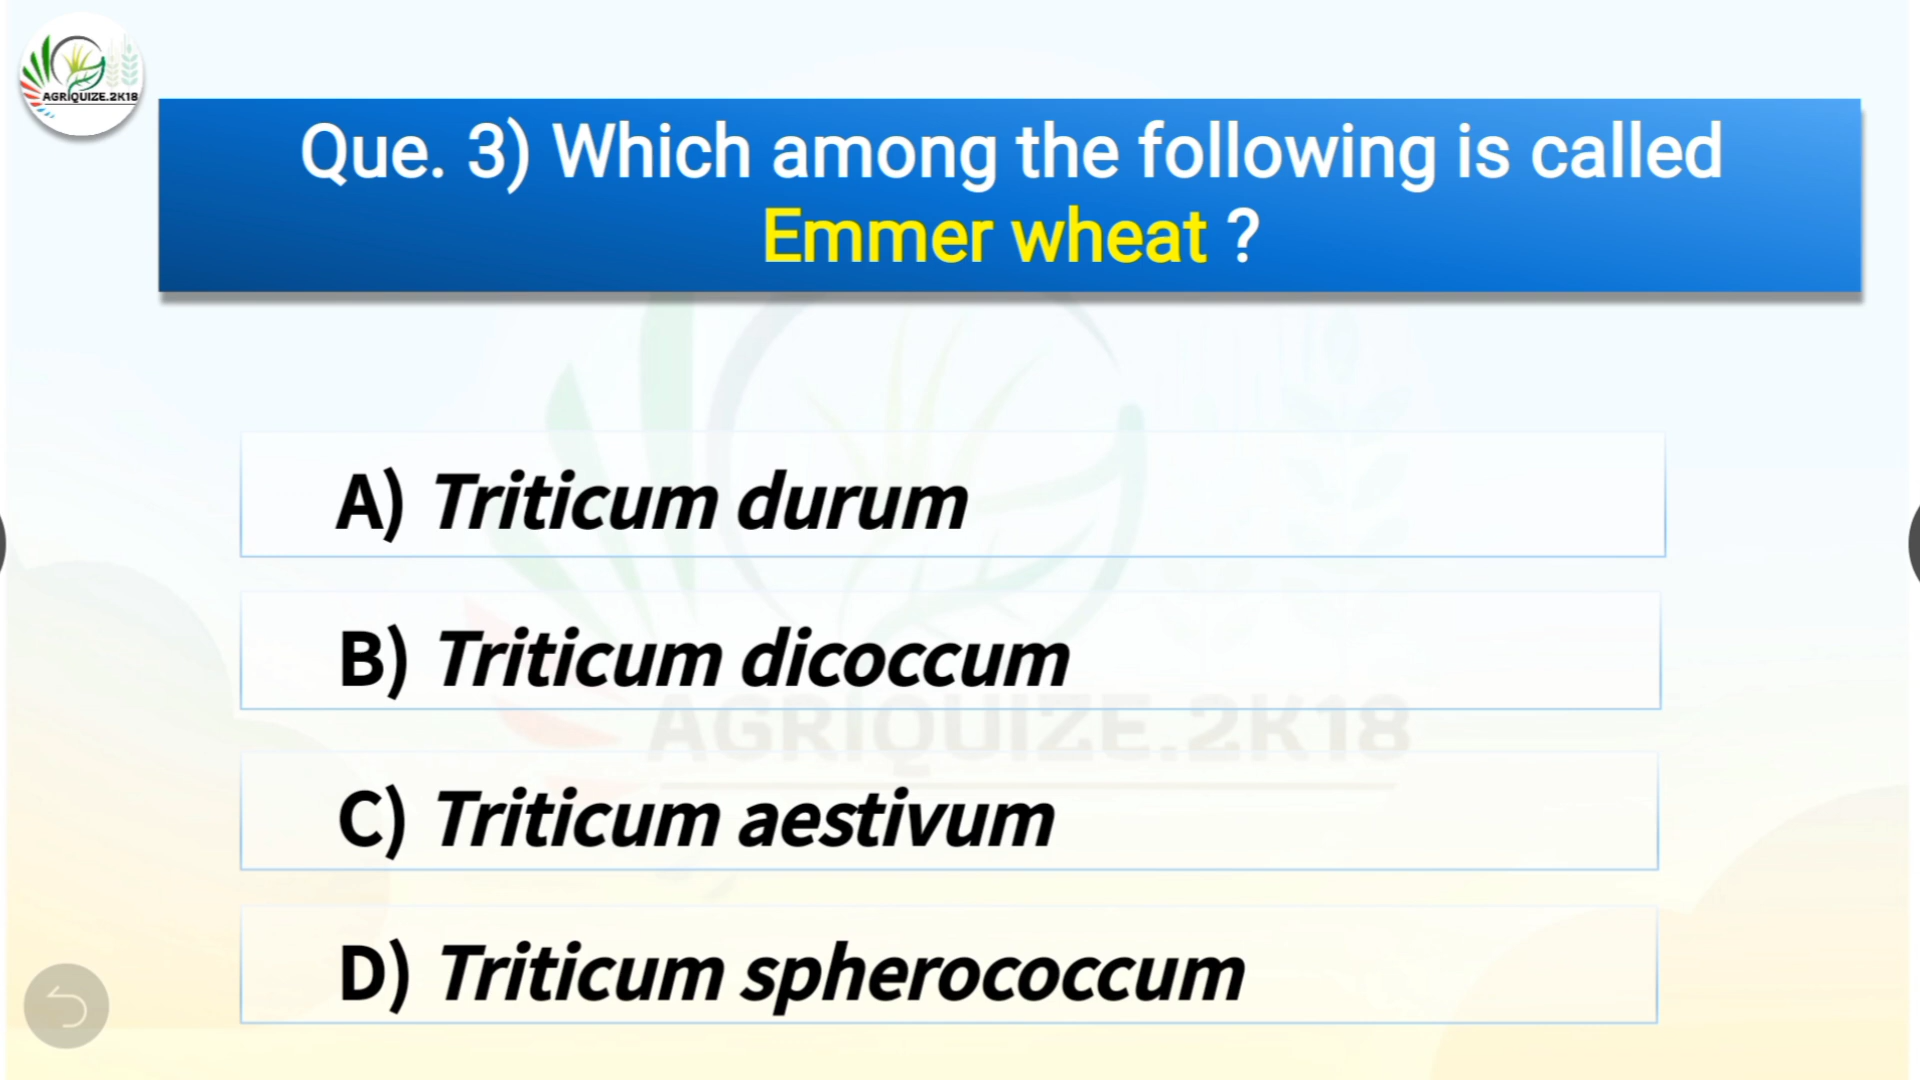 AGRIQUIZE.2K18
Que. 3) Which among the following is called
Emmer wheat ?
A) Triticum durum
B) Triticum dicoccum
AGRIQUIZE.2K18
C) Triticum aestivum
D) Triticum spherococcum